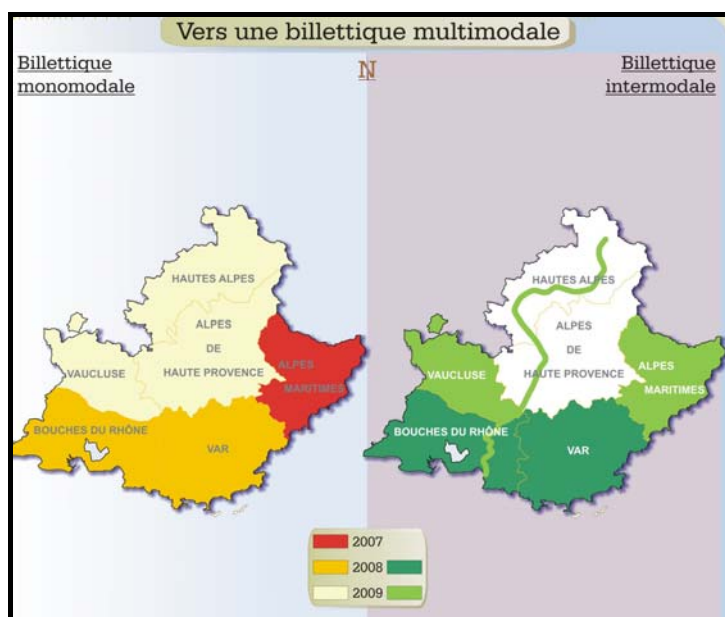 Vers une billettique multimodale
Billettique
monomodale
N
Billettique
intermodale
HAUTES ALPES
ALPES
DE
HAUTE PROVENCE
VAUCLUSE
ALPES
MARITIMES
BOUCHES DU RHÔNE
VAR
HAUTES ALPES
ALPES
DE
HAUTE PROVENCE
VAUCLUSE
ALPES
MARITIMES
BOUCHES DU RHÔNE
VAR
2007
2008
2009